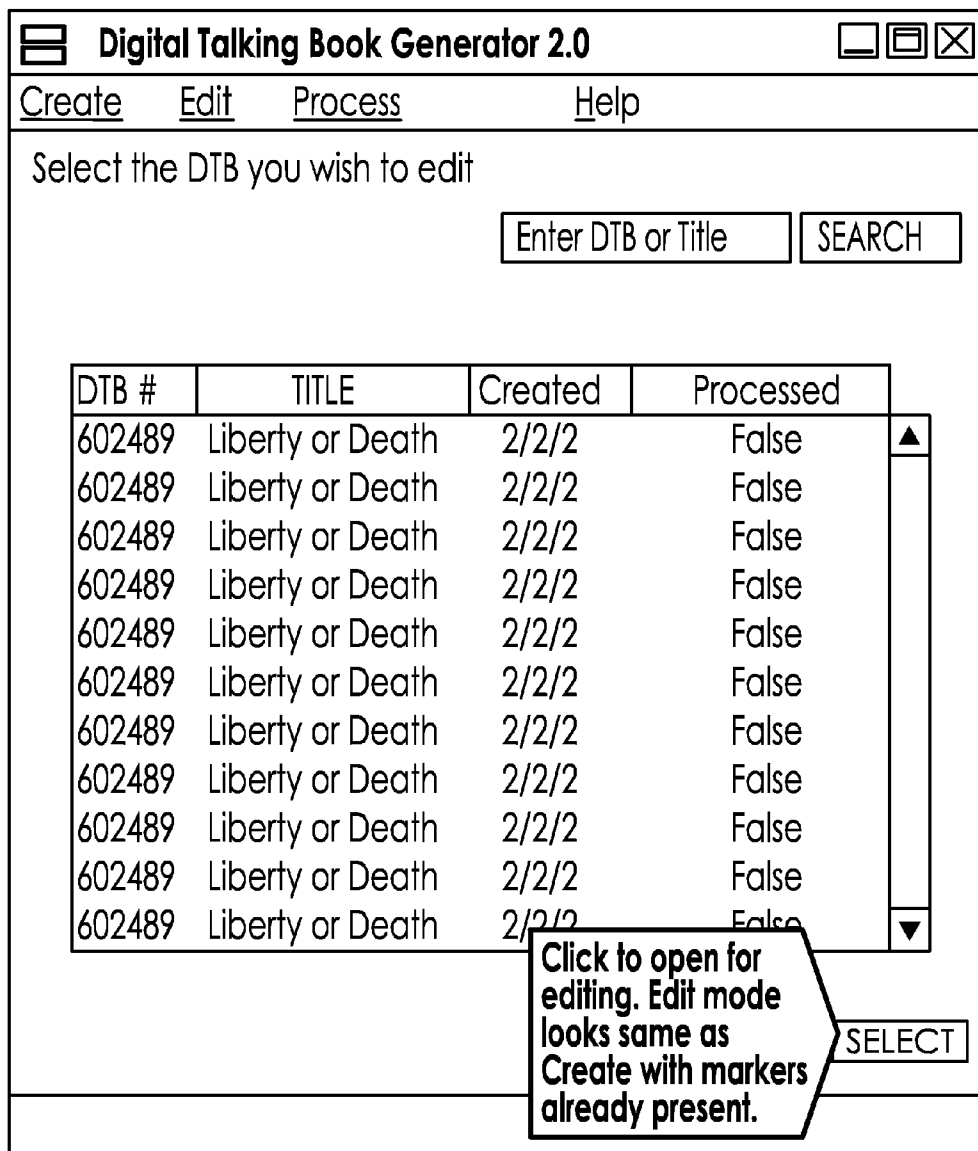 Digital Talking Book Generator 2.0
Create Edit Process Help
Select the DTB you wish to edit
Enter DTB or Title SEARCH
DTB # TITLE Created Processed
602489 Liberty or Death 2/2/2 False
602489 Liberty or Death 2/2/2 False
602489 Liberty or Death 2/2/2 False
602489 Liberty or Death 2/2/2 False
602489 Liberty or Death 2/2/2 False
602489 Liberty or Death 2/2/2 False
602489 Liberty or Death 2/2/2 False
602489 Liberty or Death 2/2/2 False
602489 Liberty or Death 2/2/2 False
602489 Liberty or Death 2/2/2 False
602489 Liberty or Death 2/2/2 False
Click to open for
editing. Edit mode
looks same as
Create with markers
already present.
SELECT